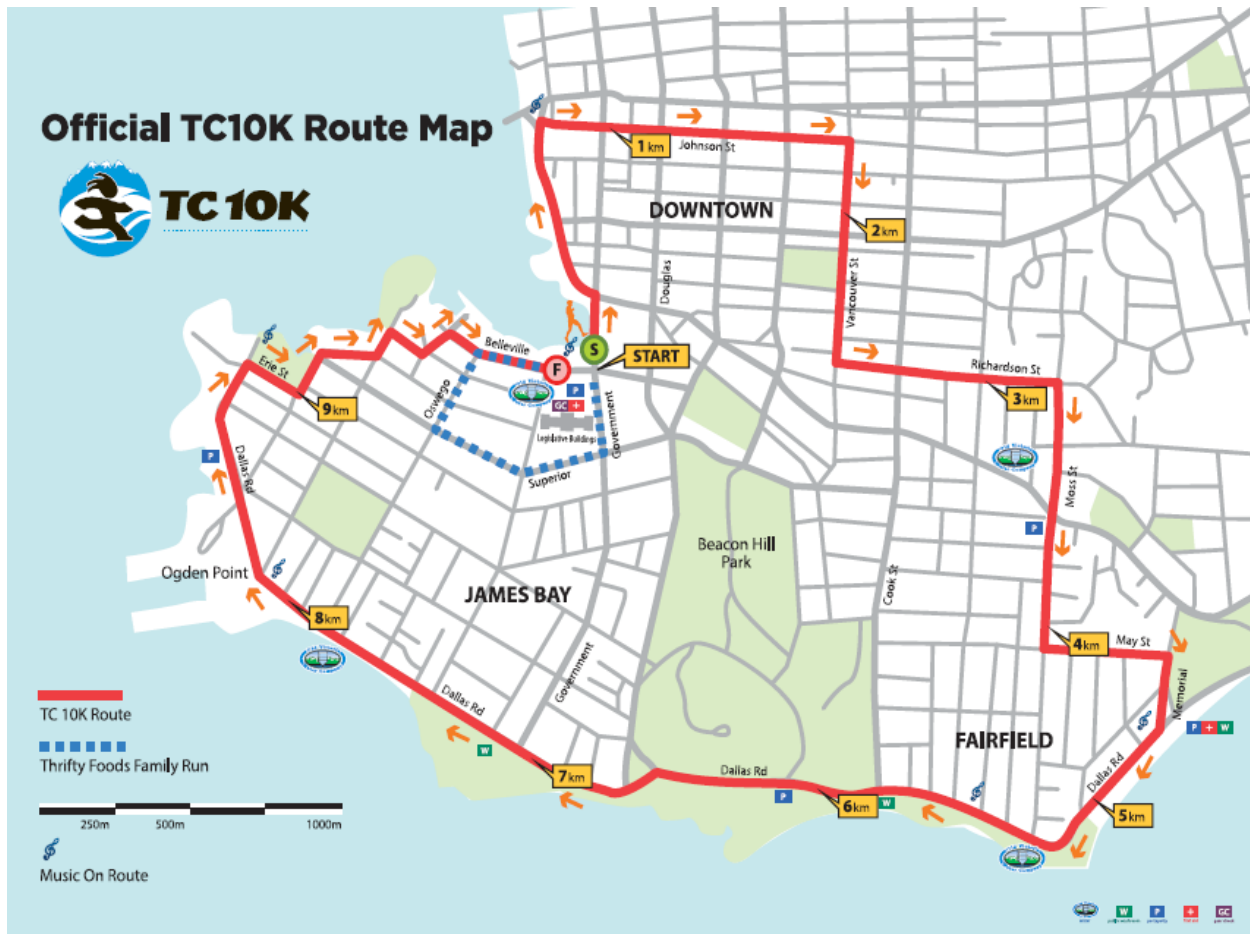 Official TC10K Route Map
TC 10K
1 km
Johnson St
DOWNTOWN
2 km
Douglas
Vancouver St
Belleville
S
START
F
Richardson St
3 km
Erie St
9 km
Oswego
P
GC
Legislative Buildings
Government
Superior
Moss St
P
Dallas Rd
P
Beacon Hill
Park
Cook St
Ogden Point
JAMES BAY
8 km
4 km
May St
Government
Memorial
Dallas Rd
W
P
W
FAIRFIELD
Dallas Rd
7 km
Dallas Rd
P
6 km
W
5 km
TC 10K Route
Thrifty Foods Family Run
250m
500m
1000m
Music On Route
W
P
GC